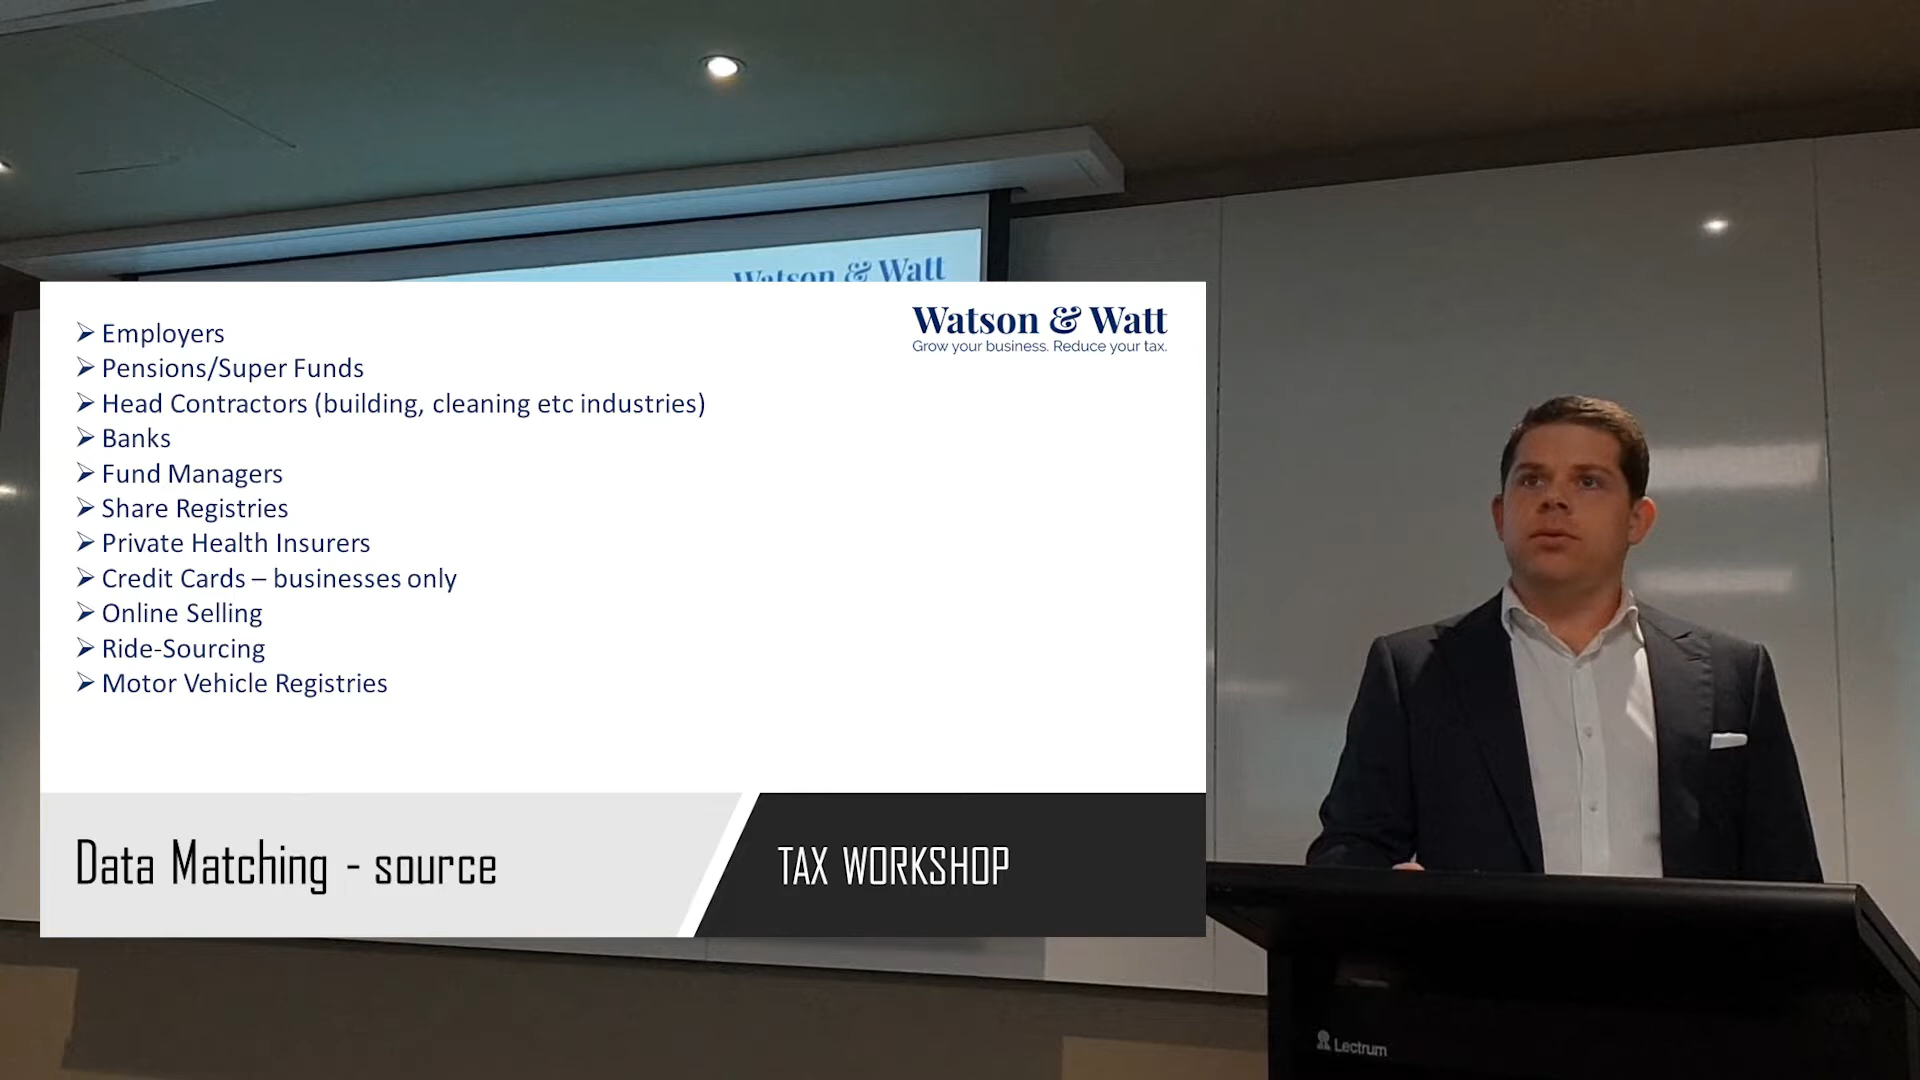 Watson & Watt
Watson & Watt
Grow your business. Reduce your tax.
➢ Employers
➢ Pensions/Super Funds
➢ Head Contractors (building, cleaning etc industries)
➢ Banks
➢ Fund Managers
➢ Share Registries
➢ Private Health Insurers
➢ Credit Cards – businesses only
➢ Online Selling
➢ Ride-Sourcing
➢ Motor Vehicle Registries
Data Matching - source
TAX WORKSHOP
Lectrum